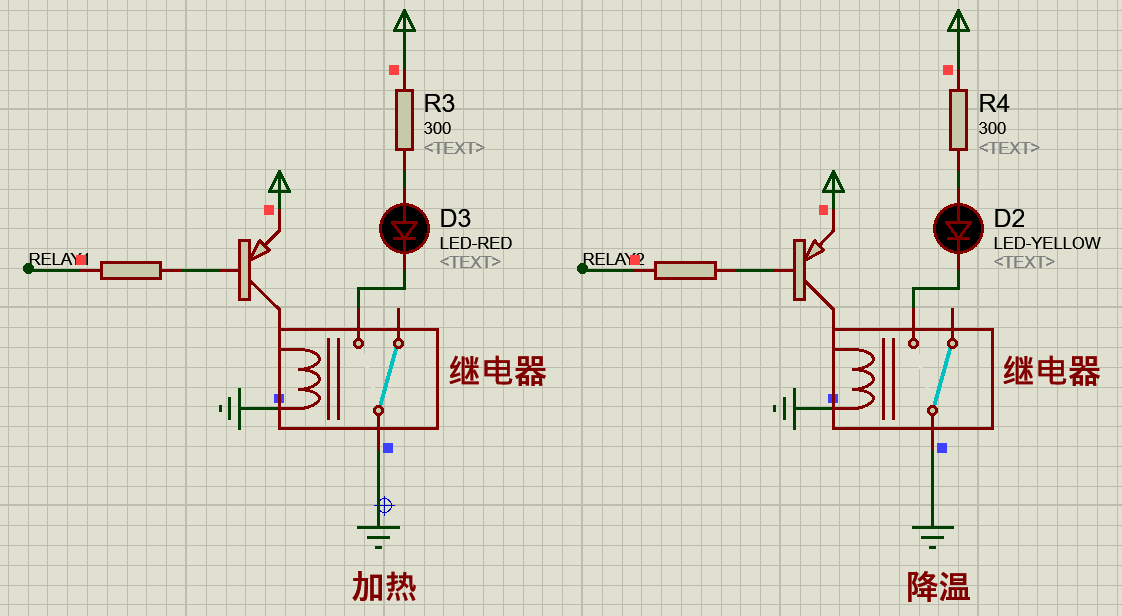 R3
300
<TEXT>
R4
300
<TEXT>
D3
LED-RED
<TEXT>
D2
LED-YELLOW
<TEXT>
RELAY1
RELAY2
继电器
继电器
加热
降温